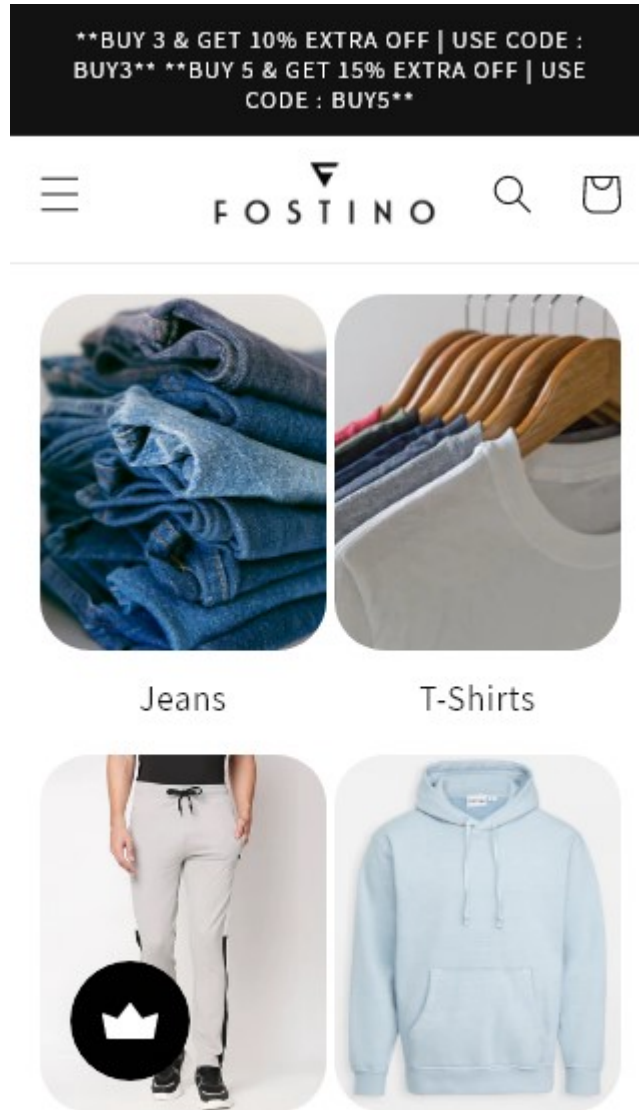 **BUY 3 & GET 10% EXTRA OFF | USE CODE :
BUY3** **BUY 5 & GET 15% EXTRA OFF | USE
CODE : BUY5**
FOSTINO
Jeans
T-Shirts